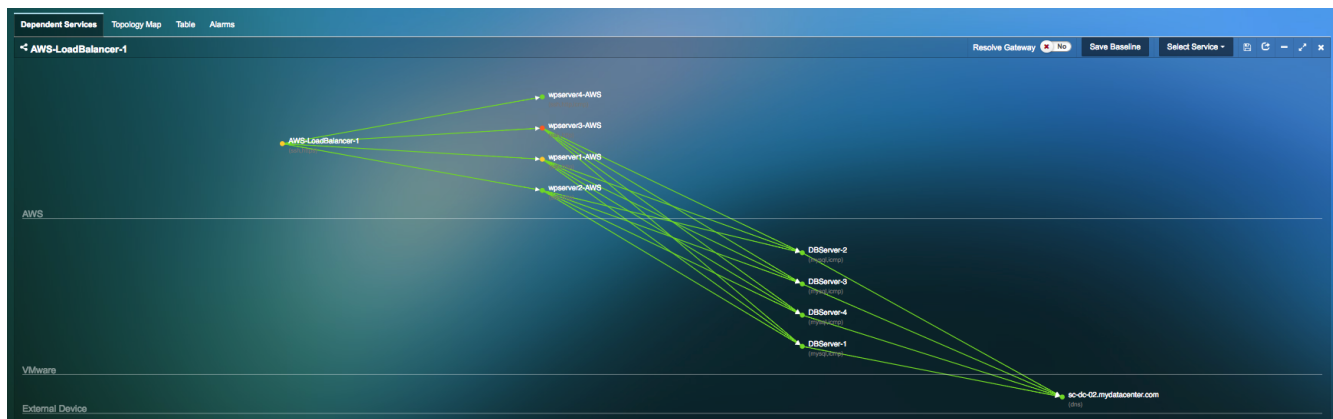 Dependent Services Topology Map Table Alarms
AWS-LoadBalancer-1 Resolve Gateway No Save Baseline Select Service
wpserver4-AWS
wpserver3-AWS
AWS-LoadBalancer-1
wpserver1-AWS
wpserver2-AWS
AWS
DBServer-2
(mysql,icmp)
DBServer-3
(mysql,icmp)
DBServer-4
(mysql,icmp)
DBServer-1
(mysql,icmp)
VMware
sc-dc-02.mydatacenter.com
(dns)
External Device